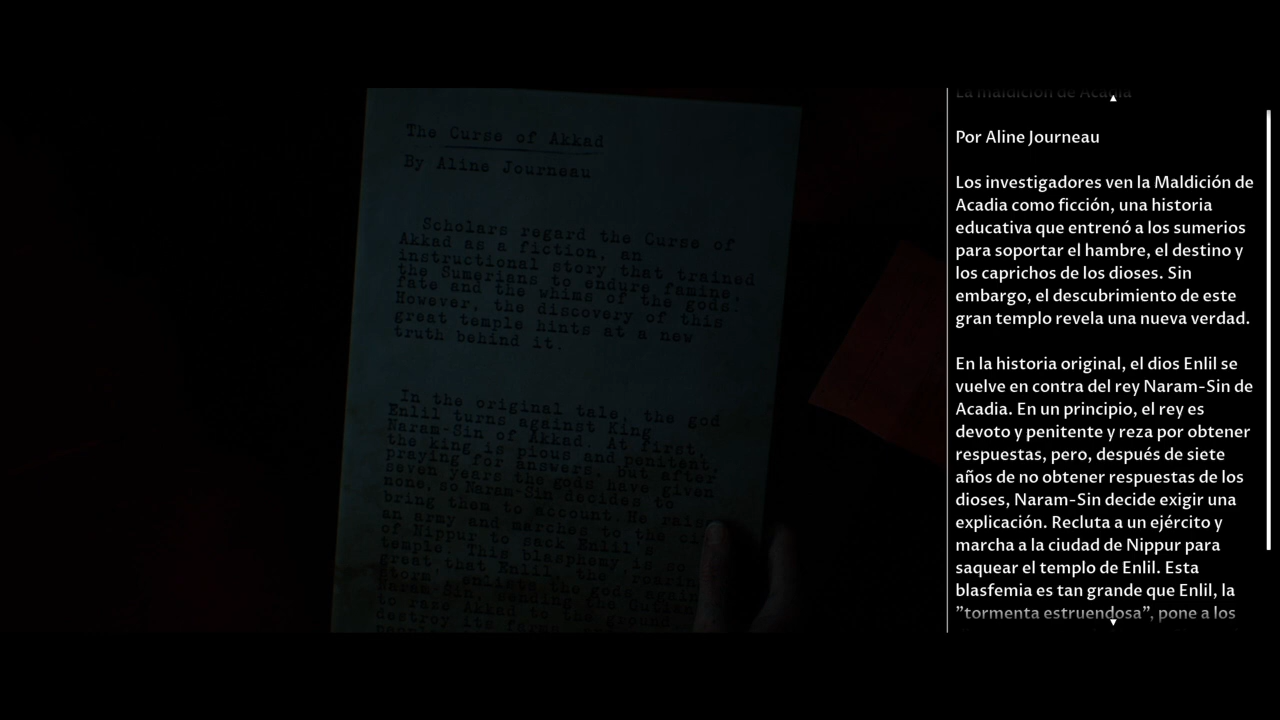 The Curse of Akkad
By Aline Journeau
Scholars regard the Curse of
Akkad as a fiction, an
instructional story that trained
the Sumerians to endure famine,
fate and the whims of the gods.
However, the discovery of this
great temple hints at a new
truth behind it.
In the original tale, the god
Enlil turns against King
Naram-Sin of Akkad. At first,
the king is pious and penitent,
praying for answers, but after
seven years the gods have given
none, so Naram-Sin decides to
bring them to account. He
an army and marches to the
of Nippur to sack Enlil's
temple. This blasphemy is so
great that Enlil, the "roaring
storm" enlists the gods
Naram-Sin, sending the
to raze Akkad to the ground,
destroy its farms,
La maldición de Acadia
Por Aline Journeau
Los investigadores ven la Maldición de
Acadia como ficción, una historia
educativa que entrenó a los sumerios
para soportar el hambre, el destino y
los caprichos de los dioses. Sin
embargo, el descubrimiento de este
gran templo revela una nueva verdad.
En la historia original, el dios Enlil se
vuelve en contra del rey Naram-Sin de
Acadia. En un principio, el rey es
devoto y penitente y reza por obtener
respuestas, pero, después de siete
años de no obtener respuestas de los
dioses, Naram-Sin decide exigir una
explicación. Recluta a un ejército y
marcha a la ciudad de Nippur para
saquear el templo de Enlil. Esta
blasfemia es tan grande que Enlil, la
"tormenta estruendosa", pone a los